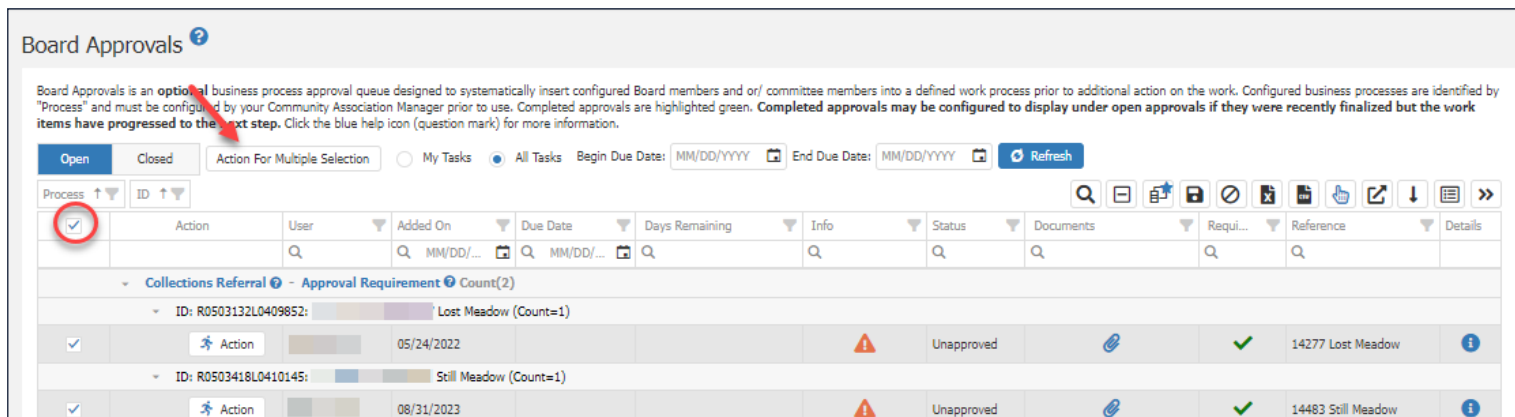 Board Approvals ?
Board Approvals is an optional business process approval queue designed to systematically insert configured Board members and or/ committee members into a defined work process prior to additional action on the work. Configured business processes are identified by
"Process" and must be configured by your Community Association Manager prior to use. Completed approvals are highlighted green. Completed approvals may be configured to display under open approvals if they were recently finalized but the work
items have progressed to the next step. Click the blue help icon (question mark) for more information.
Open Closed Action For Multiple Selection My Tasks All Tasks Begin Due Date: MM/DD/YYYY End Due Date: MM/DD/YYYY Refresh
Process ID
Action User Added On Due Date Days Remaining Info Status Documents Requi... Reference Details
MM/DD/... MM/DD/...
Collections Referral ? - Approval Requirement ? Count(2)
ID: R0503132L0409852: Lost Meadow (Count=1)
Action 05/24/2022 Unapproved 14277 Lost Meadow
ID: R0503418L0410145: Still Meadow (Count=1)
Action 08/31/2023 Unapproved 14483 Still Meadow